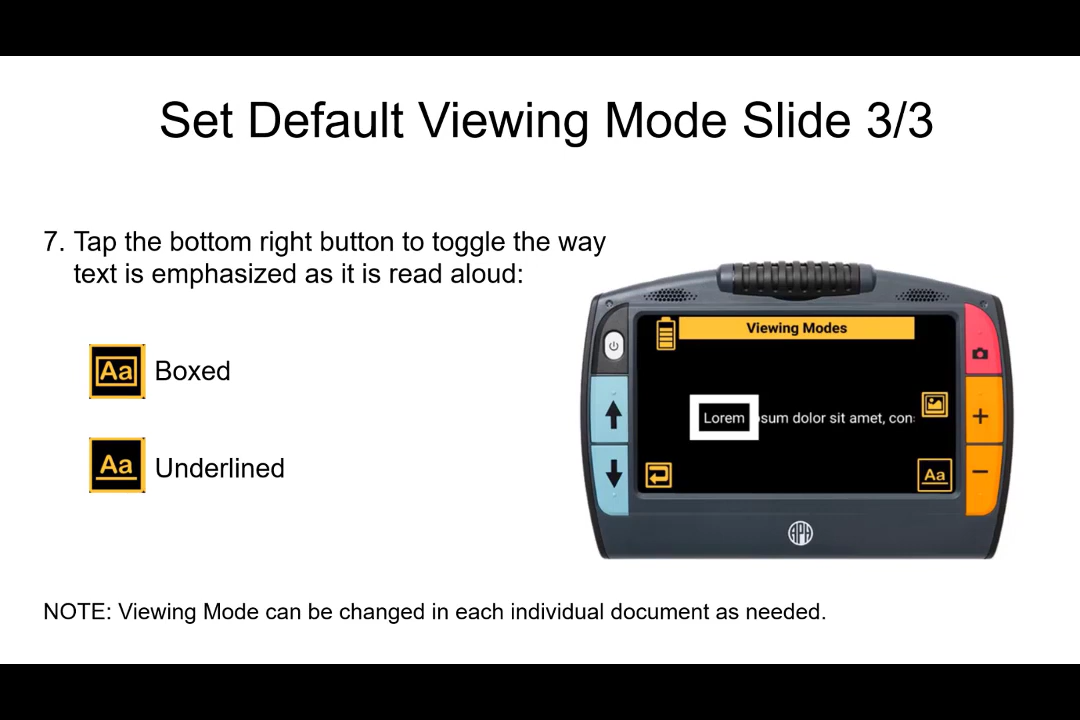 Set Default Viewing Mode Slide 3/3
7. Tap the bottom right button to toggle the way
text is emphasized as it is read aloud:
Aa Boxed
Aa Underlined
Viewing Modes
Lorem sum dolor sit amet, con
Aa
APH
NOTE: Viewing Mode can be changed in each individual document as needed.